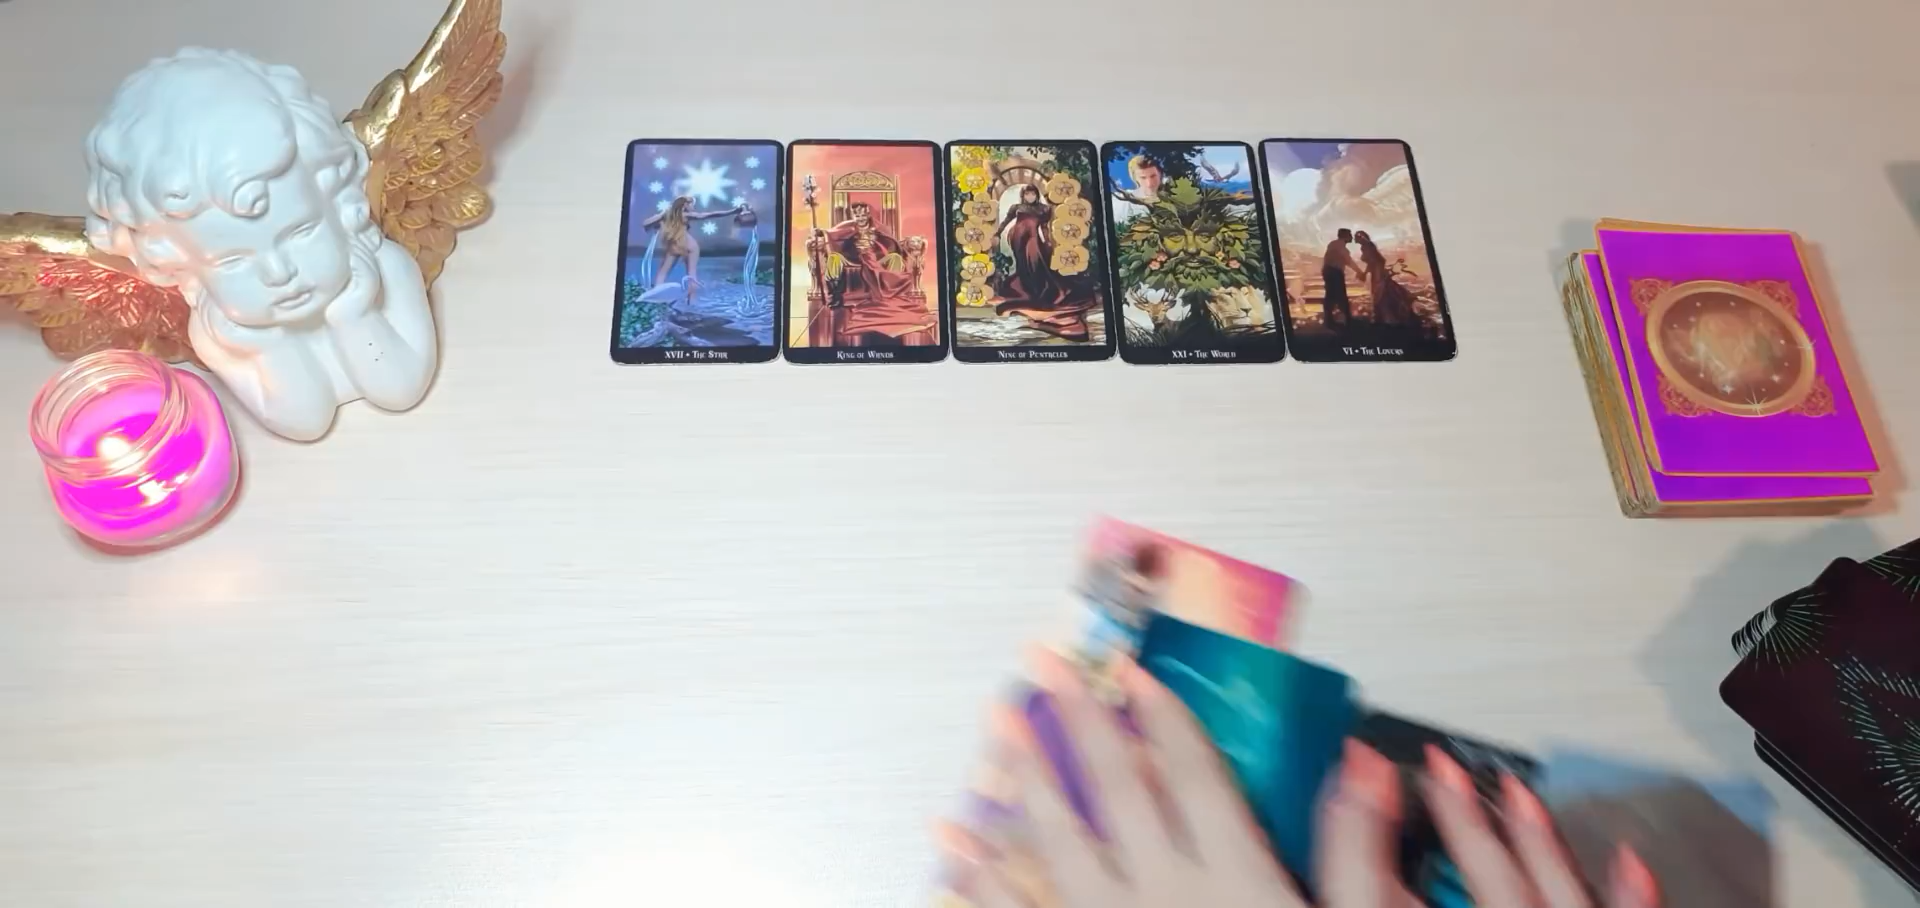 XVII • The Star
King of Wands
Nine of Pentacles
XXI • The World
VI • The Lovers